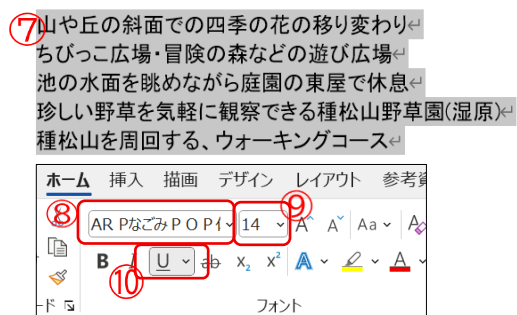 ⑦山や丘の斜面での四季の花の移り変わり↵
ちびっこ広場・冒険の森などの遊び広場↵
池の水面を眺めながら庭園の東屋で休息↵
珍しい野草を気軽に観察できる種松山野草園(湿原)↵
種松山を周回する、ウォーキングコース↵
ホーム 挿入 描画 デザイン レイアウト 参考資
⑧ AR PなごみＰＯＰ 14 ⑨ A^ A˅ Aa A
B I U ab x₂ x² A A
⑩
ード フォント